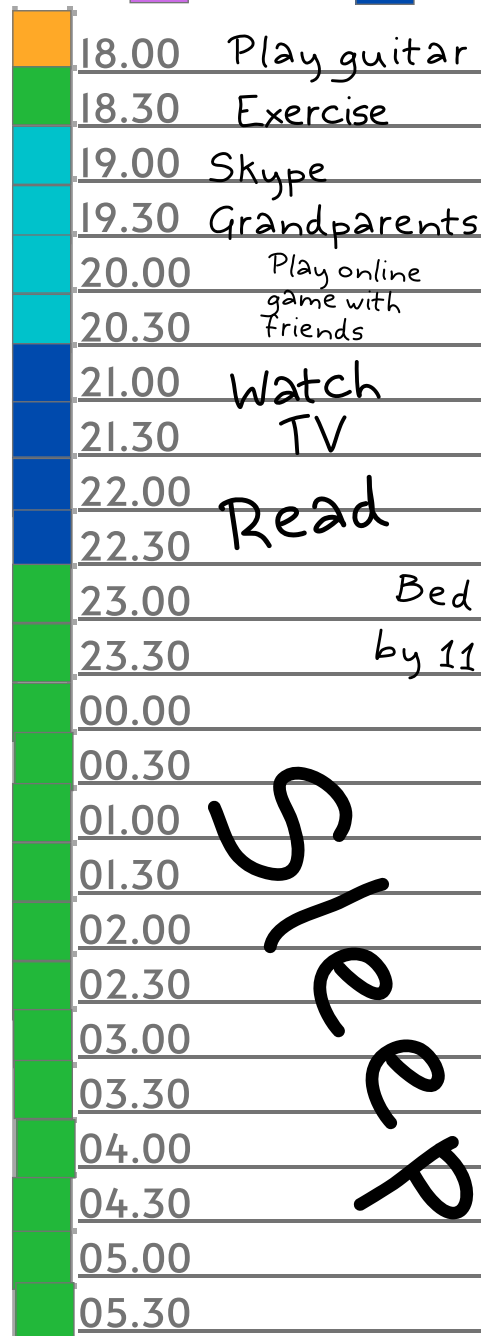 18.00 Play guitar
18.30 Exercise
19.00 Skype
19.30 Grandparents
20.00 Play online
game with
20.30 friends
21.00 Watch
21.30 TV
22.00 Read
22.30
23.00 Bed
23.30 by 11
00.00
00.30
01.00
01.30
02.00
02.30
03.00
03.30
04.00
04.30
05.00
05.30
Sleep